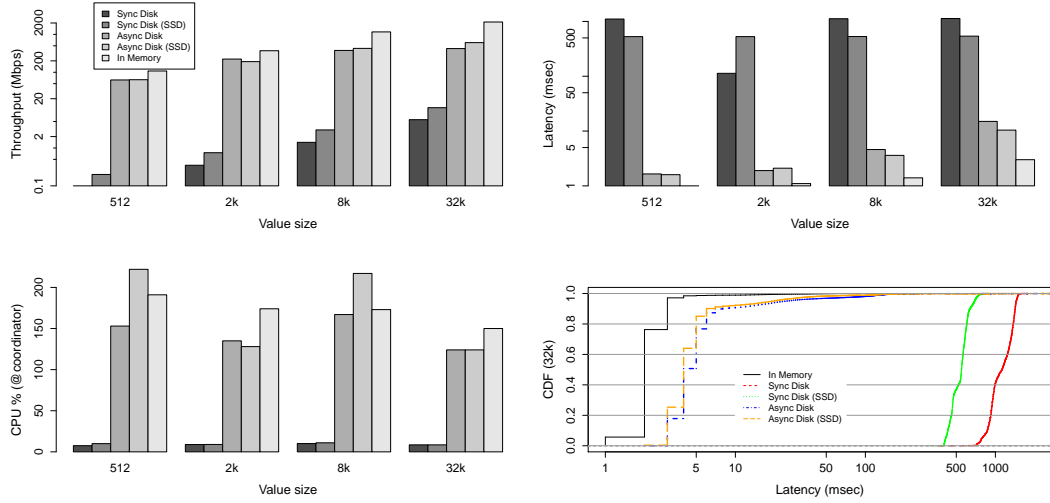 Throughput (Mbps)
2000
200
20
2
0.1
Sync Disk
Sync Disk (SSD)
Async Disk
Async Disk (SSD)
In Memory
512
2k
8k
32k
Value size
Latency (msec)
500
50
5
1
512
2k
8k
32k
Value size
CPU % (@coordinator)
200
150
100
50
0
512
2k
8k
32k
Value size
CDF (32k)
1.0
0.8
0.6
0.4
0.2
0.0
In Memory
Sync Disk
Sync Disk (SSD)
Async Disk
Async Disk (SSD)
1
5
10
50
100
500
1000
Latency (msec)